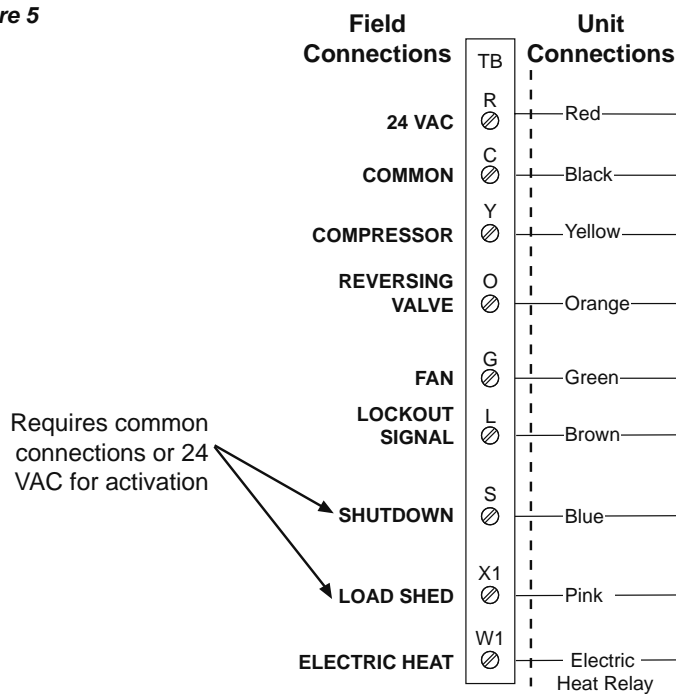 re 5
Field
Connections
TB
Unit
Connections
24 VAC
R
Red
COMMON
C
Black
COMPRESSOR
Y
Yellow
REVERSING
VALVE
O
Orange
FAN
G
Green
LOCKOUT
SIGNAL
L
Brown
Requires common
connections or 24
VAC for activation
SHUTDOWN
S
Blue
LOAD SHED
X1
Pink
ELECTRIC HEAT
W1
Electric
Heat Relay